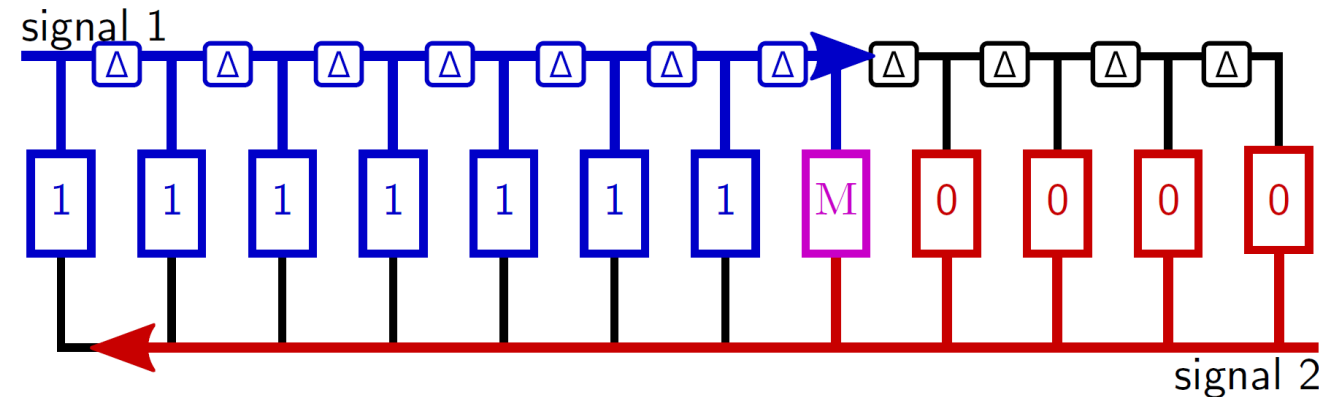 signal 1
Δ Δ Δ Δ Δ Δ Δ Δ Δ Δ Δ
1 1 1 1 1 1 1 M 0 0 0 0
signal 2